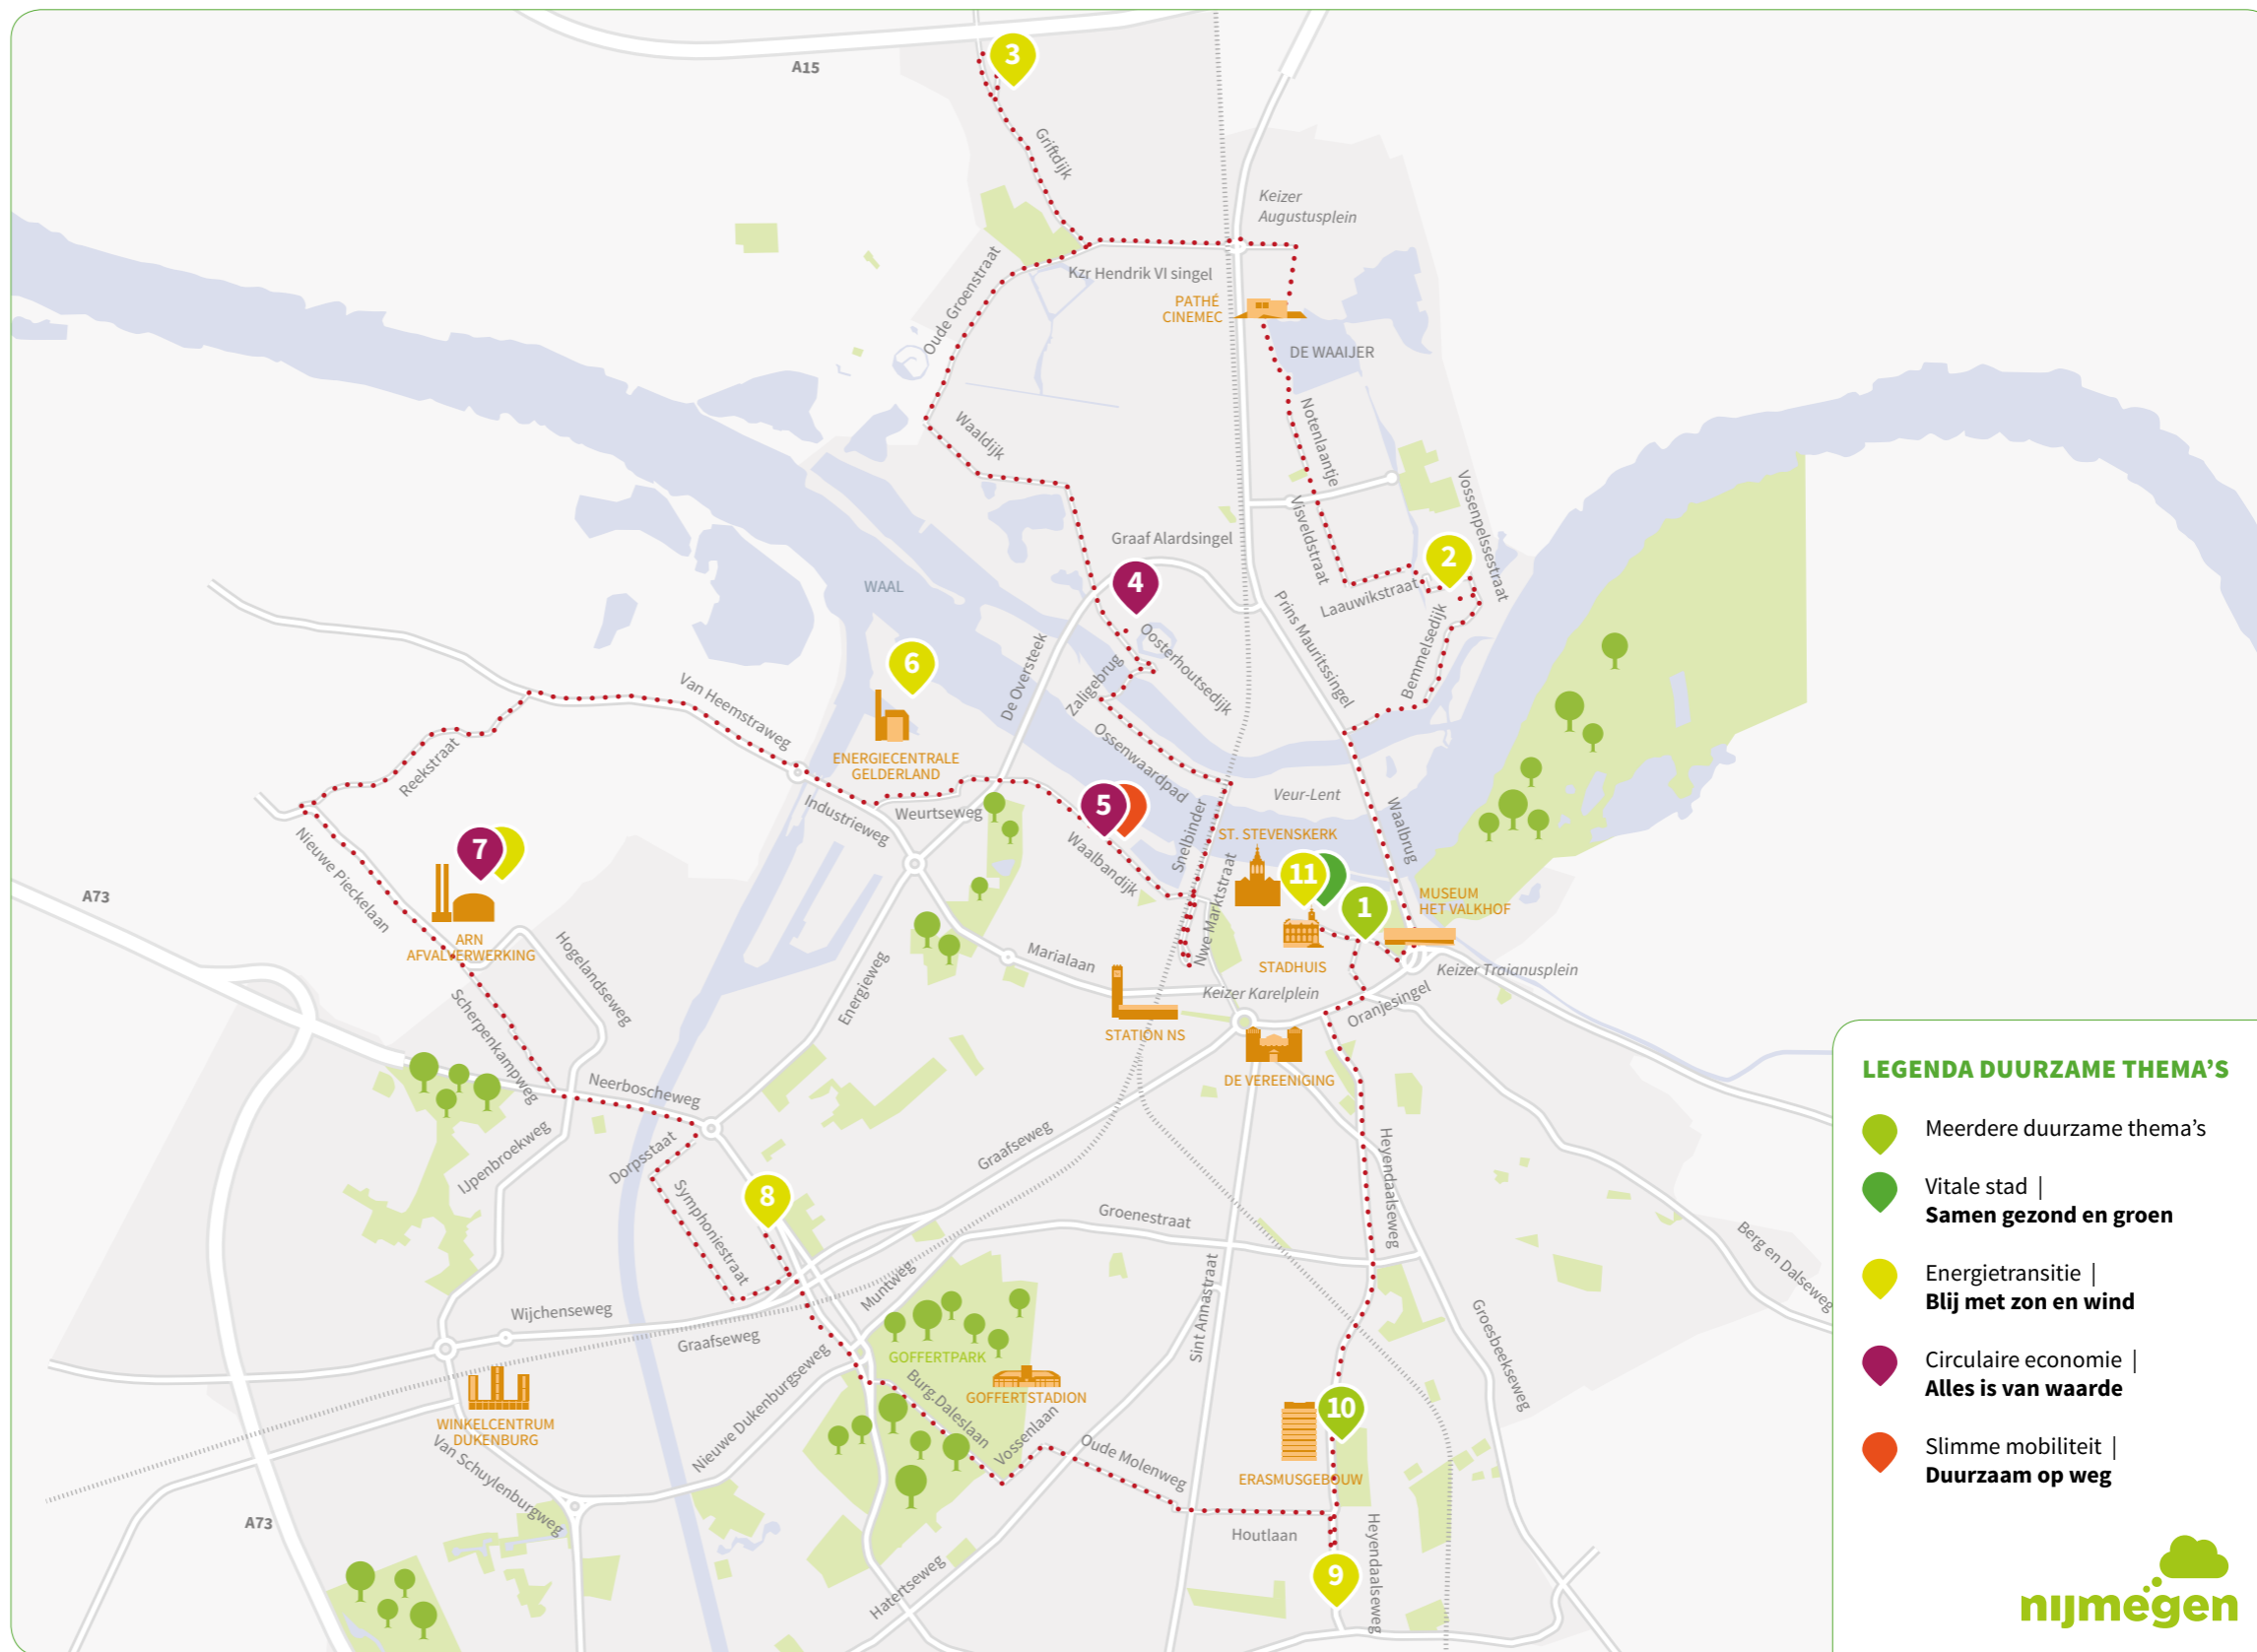 A15
3
Griftdijk
Keizer
Augustusplein
Kzr Hendrik VI singel
Oude Groenstraat
PATHÉ
CINEMEC
DE WAAIJER
Waaldijk
Notenlaantje
Visveldstraat
Vossenpelssestraat
Graaf Alardsingel
2
4
WAAL
Laauwikstraat
Prins Mauritssingel
Bemmelsedijk
Oosterhoutsedijk
Zaligebrug
De Oversteek
6
Van Heemstraweg
Ossenwaardpad
ENERGIECENTRALE
GELDERLAND
Reekstraat
Industrieweg
Weurtseweg
5
Veur-Lent
Waalbrug
Snelbinder
ST. STEVENSKERK
Waalbandijk
Nieuwe Pieckelaan
7
11
1
MUSEUM
HET VALKHOF
A73
ARN
AFVALVERWERKING
Hogelandseweg
Nwe Marktstraat
Marialaan
STADHUIS
Keizer Traianusplein
Energieweg
Keizer Karelplein
Oranjesingel
Scherpenkampweg
STATION NS
DE VEREENIGING
Neerboscheweg
IJpenbroekweg
Dorpsstaat
Graafseweg
Heyendaalseweg
8
Symphoniestraat
Groenestraat
Berg en Dalseweg
Muntweg
Sint Annastraat
Wijchenseweg
Graafseweg
Groesbeekseweg
GOFFERTPARK
Nieuwe Dukenburgseweg
Burg.Daleslaan
GOFFERTSTADION
10
WINKELCENTRUM
DUKENBURG
Vossenlaan
Oude Molenweg
Van Schuylenburgweg
ERASMUSGEBOUW
A73
Houtlaan
Heyendaalseweg
9
Hatertseweg
LEGENDA DUURZAME THEMA’S
Meerdere duurzame thema’s
Vitale stad |
Samen gezond en groen
Energietransitie |
Blij met zon en wind
Circulaire economie |
Alles is van waarde
Slimme mobiliteit |
Duurzaam op weg
nijmegen